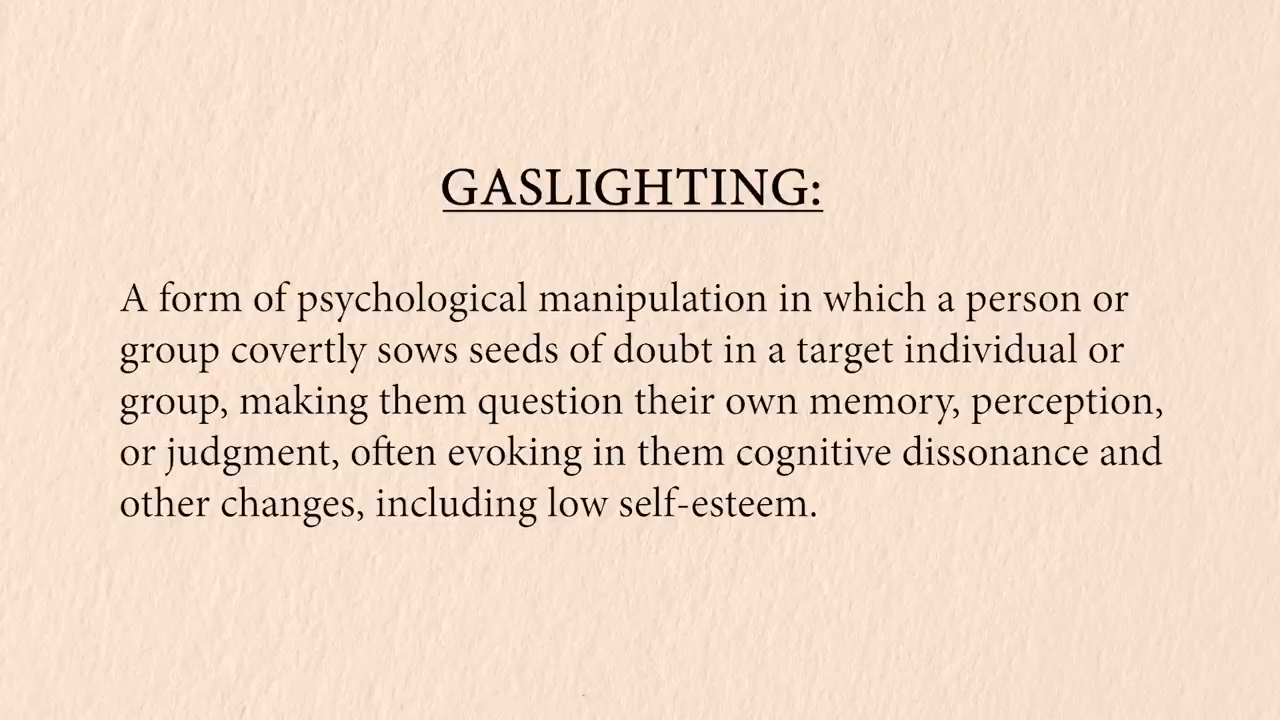 GASLIGHTING:
A form of psychological manipulation in which a person or
group covertly sows seeds of doubt in a target individual or
group, making them question their own memory, perception,
or judgment, often evoking in them cognitive dissonance and
other changes, including low self-esteem.